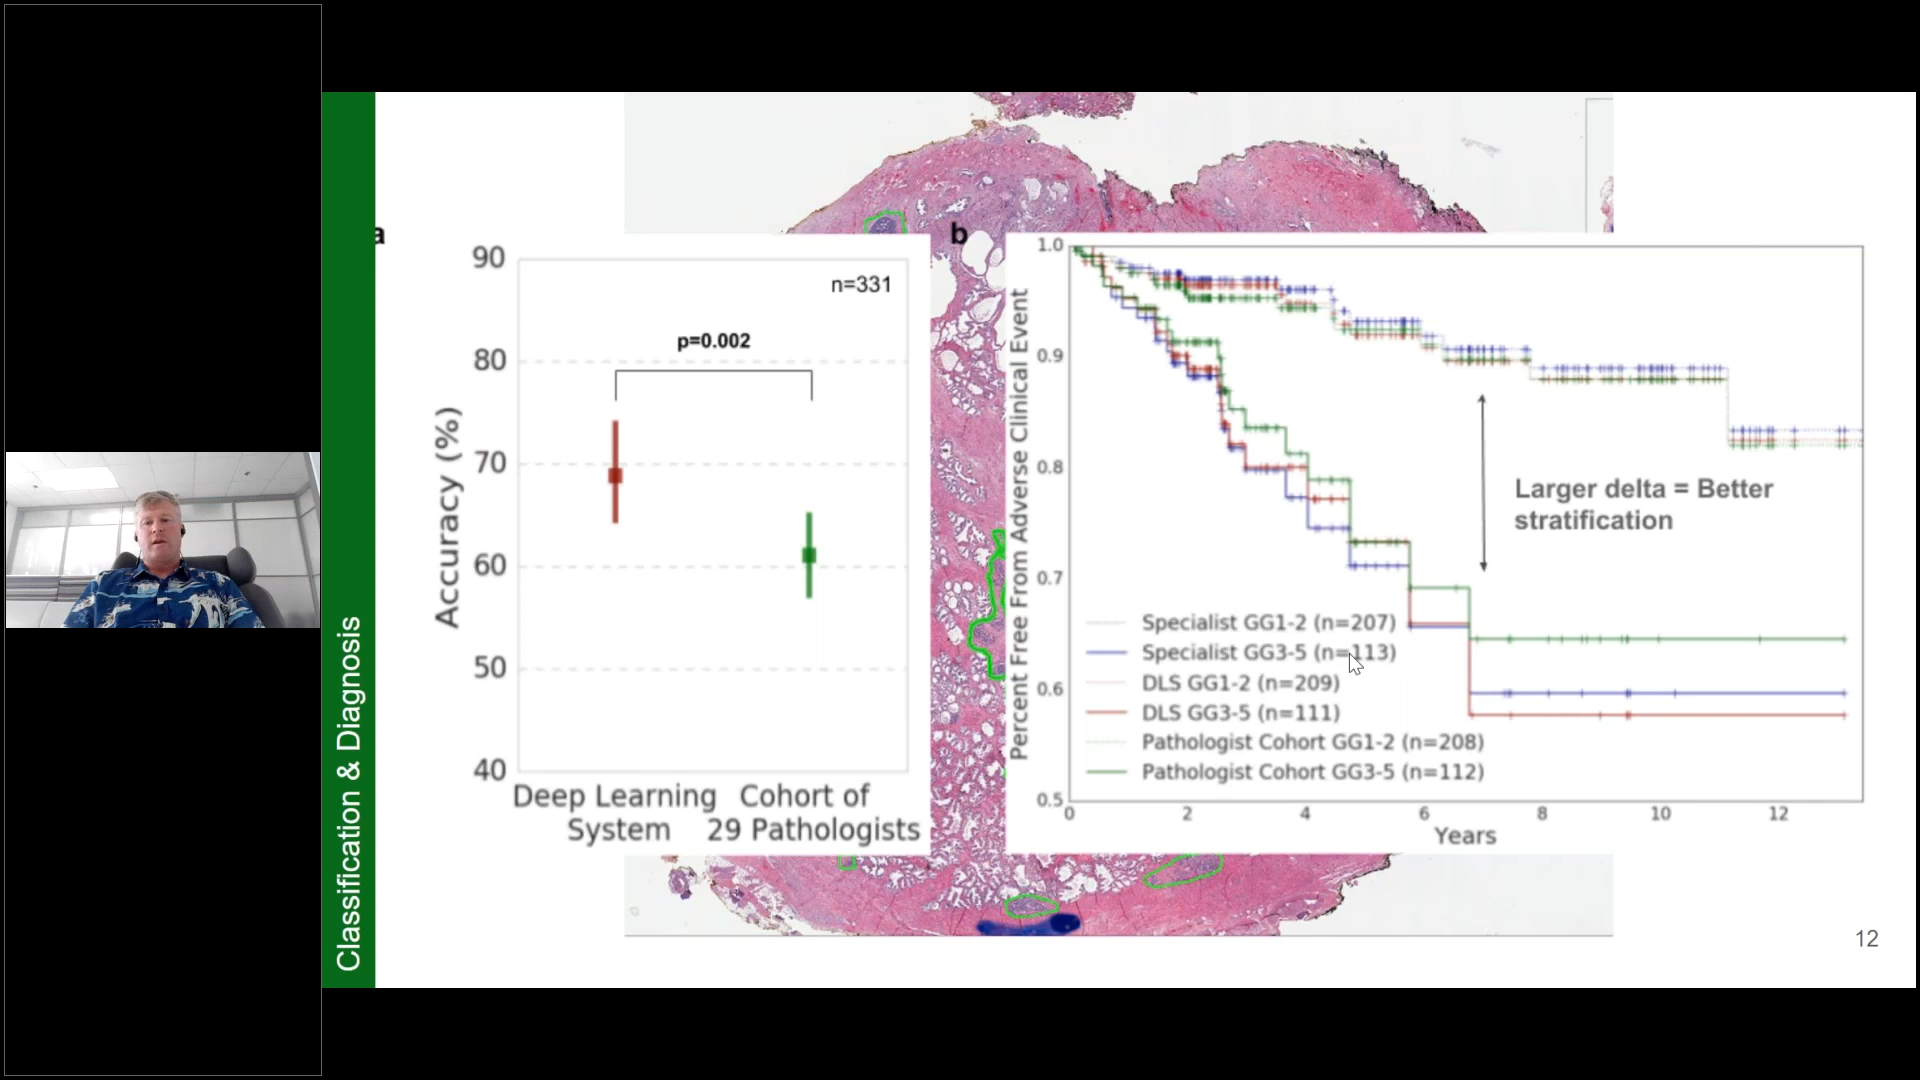 Classification & Diagnosis
a
90
80
70
60
50
40
Accuracy (%)
n=331
p=0.002
Deep Learning
System
Cohort of
29 Pathologists
b
1.0
0.9
0.8
0.7
0.6
0.5
Percent Free From Adverse Clinical Event
Larger delta = Better
stratification
Specialist GG1-2 (n=207)
Specialist GG3-5 (n=113)
DLS GG1-2 (n=209)
DLS GG3-5 (n=111)
Pathologist Cohort GG1-2 (n=208)
Pathologist Cohort GG3-5 (n=112)
0 2 4 6 8 10 12
Years
12